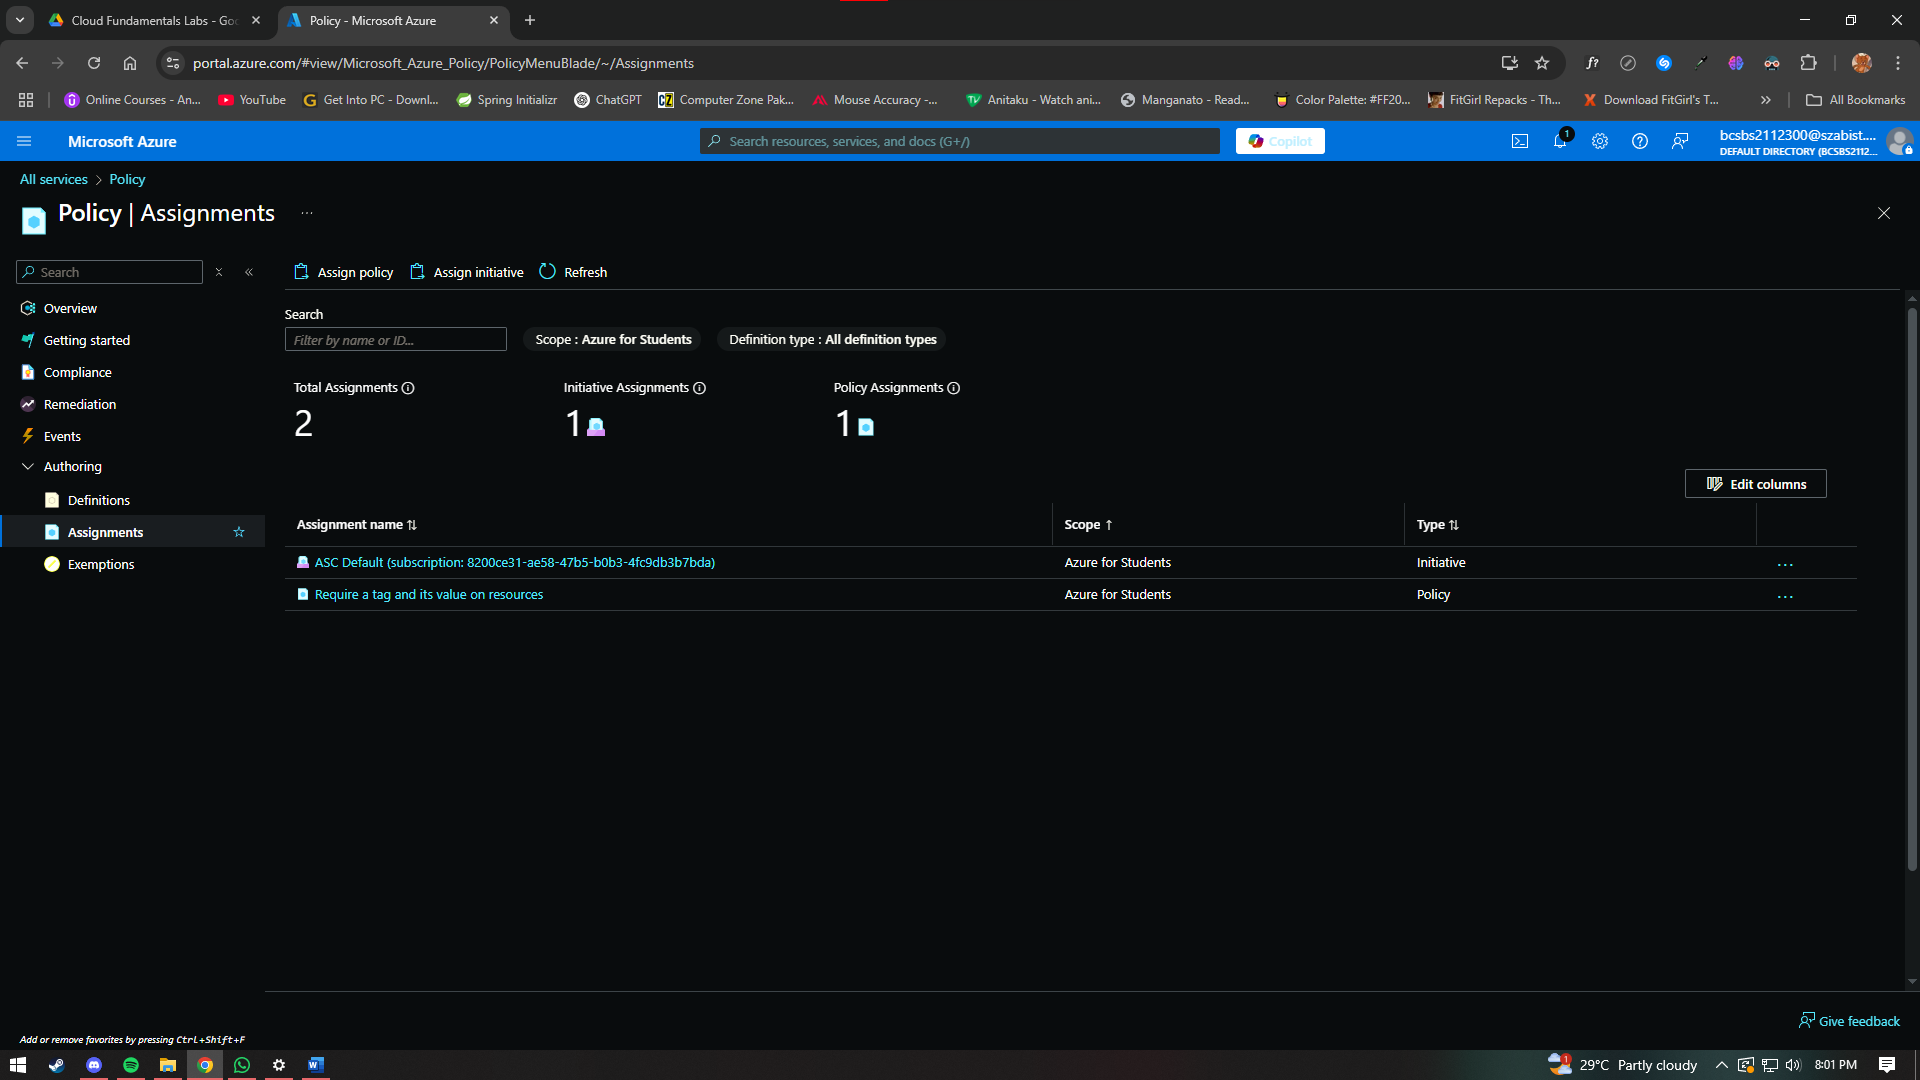 Cloud Fundamentals Labs - Goo
Policy - Microsoft Azure
portal.azure.com/#view/Microsoft_Azure_Policy/PolicyMenuBlade/~/Assignments
Online Courses - An...
YouTube
Get Into PC - Downl...
Spring Initializr
ChatGPT
Computer Zone Pak...
Mouse Accuracy -...
Anitaku - Watch ani...
Manganato - Read...
Color Palette: #FF20...
FitGirl Repacks - Th...
Download FitGirl's T...
All Bookmarks
Microsoft Azure
Search resources, services, and docs (G+/)
Copilot
1
bcsbs2112300@szabist....
DEFAULT DIRECTORY (BCSBS2112...
All services > Policy
Policy | Assignments
...
Search
Overview
Getting started
Compliance
Remediation
Events
Authoring
Definitions
Assignments
Exemptions
Assign policy
Assign initiative
Refresh
Search
Filter by name or ID...
Scope : Azure for Students
Definition type : All definition types
Total Assignments
2
Initiative Assignments
1
Policy Assignments
1
Edit columns
Assignment name
Scope
Type
ASC Default (subscription: 8200ce31-ae58-47b5-b0b3-4fc9db3b7bda)
Azure for Students
Initiative
...
Require a tag and its value on resources
Azure for Students
Policy
...
Give feedback
Add or remove favorites by pressing Ctrl+Shift+F
1
29°C Partly cloudy
8:01 PM